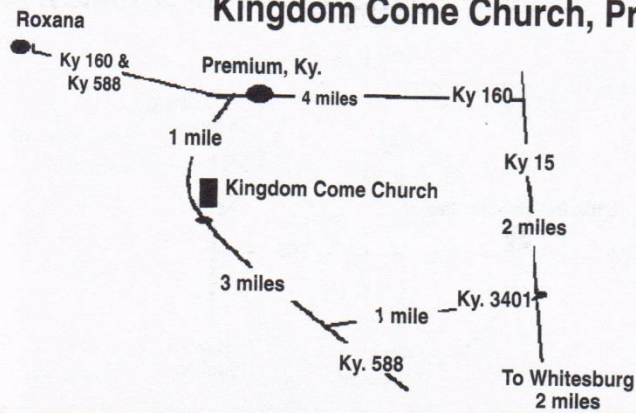 Kingdom Come Church, Pr
Roxana
Ky 160 &
Ky 588
Premium, Ky.
4 miles
Ky 160
1 mile
Ky 15
Kingdom Come Church
2 miles
3 miles
Ky. 3401
1 mile
Ky. 588
To Whitesburg
2 miles